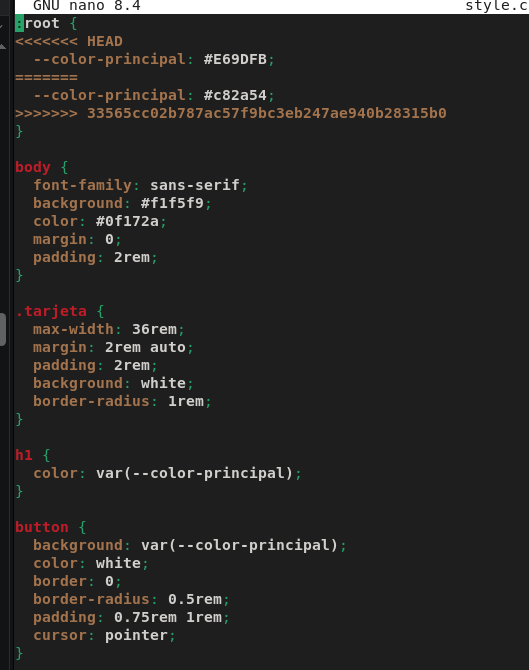 GNU nano 8.4 style.c
:root {
<<<<<<< HEAD
  --color-principal: #E69DFB;
=======
  --color-principal: #c82a54;
>>>>>>> 33565cc02b787ac57f9bc3eb247ae940b28315b0
}

body {
  font-family: sans-serif;
  background: #f1f5f9;
  color: #0f172a;
  margin: 0;
  padding: 2rem;
}

.tarjeta {
  max-width: 36rem;
  margin: 2rem auto;
  padding: 2rem;
  background: white;
  border-radius: 1rem;
}

h1 {
  color: var(--color-principal);
}

button {
  background: var(--color-principal);
  color: white;
  border: 0;
  border-radius: 0.5rem;
  padding: 0.75rem 1rem;
  cursor: pointer;
}